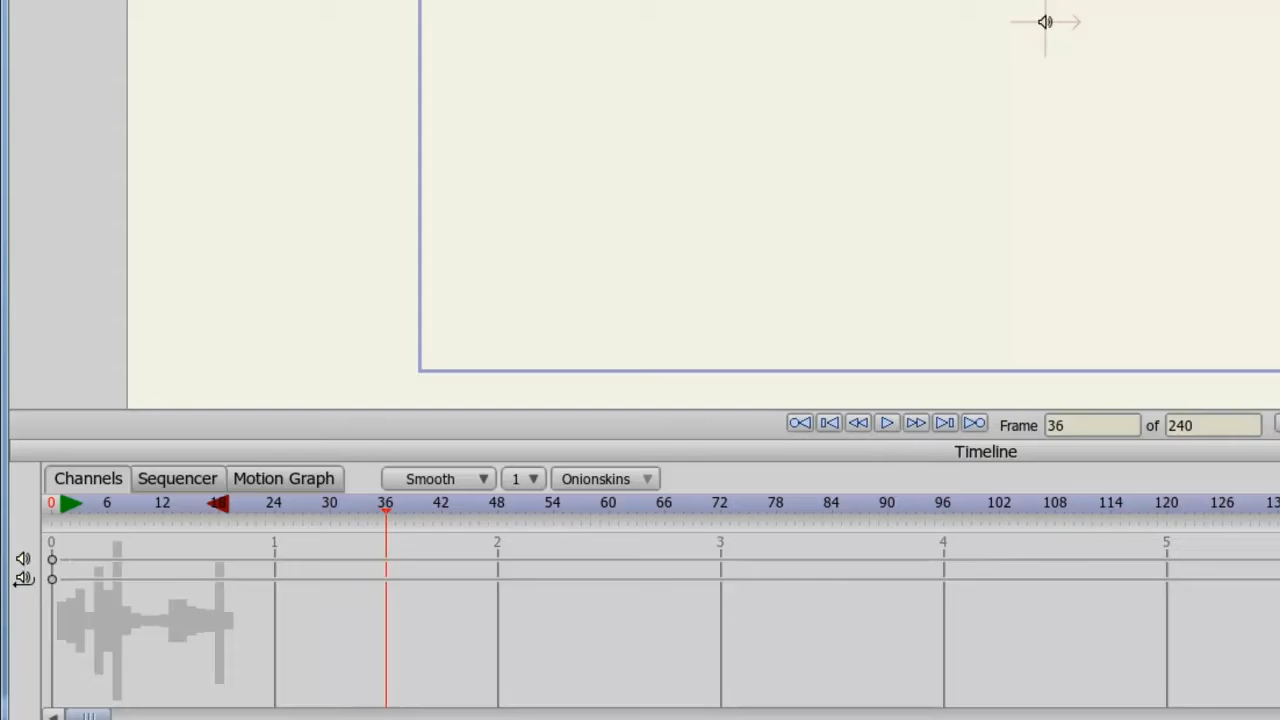 Frame 36 of 240
Timeline
Channels Sequencer Motion Graph Smooth 1 Onionskins
0 6 12 18 24 30 36 42 48 54 60 66 72 78 84 90 96 102 108 114 120 126
0 1 2 3 4 5